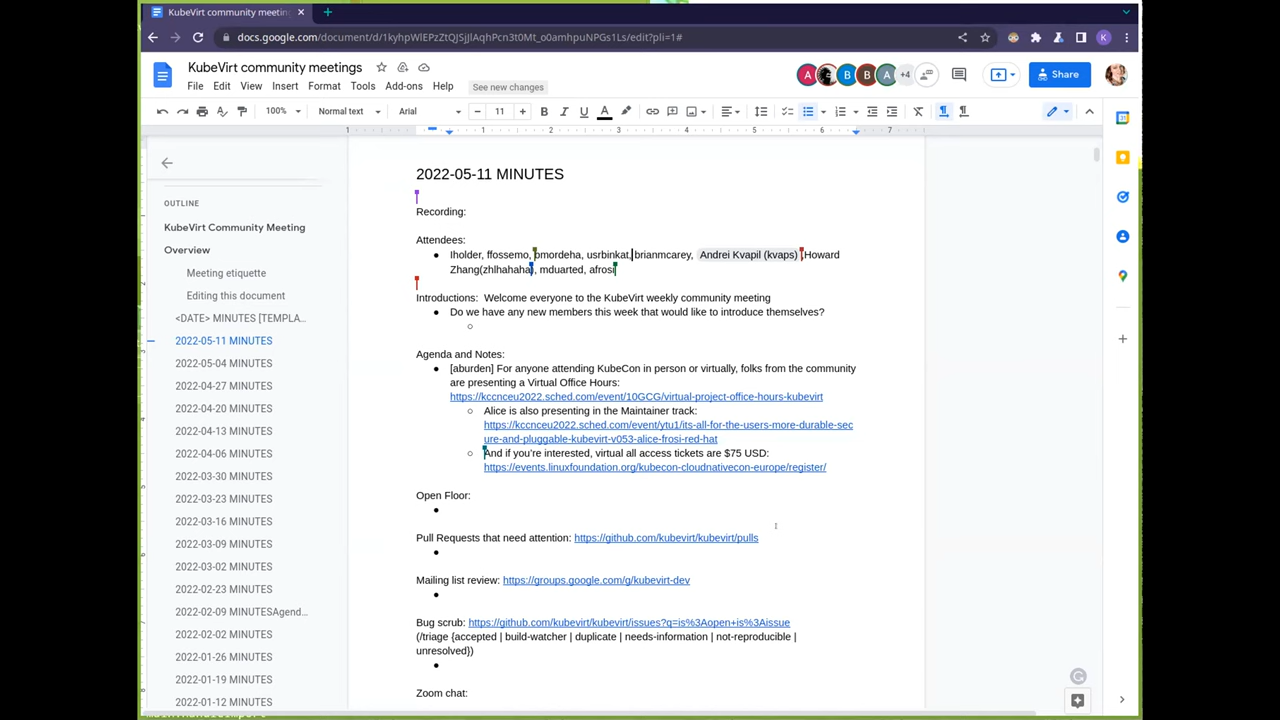 KubeVirt community meetin
docs.google.com/document/d/1kyhpWlEPzZtQJSjJlAqhPcn3t0Mt_o0amhpuNPGs1Ls/edit?pli=1#
K
KubeVirt community meetings
File Edit View Insert Format Tools Add-ons Help See new changes
A B B A +4 Share
100% Normal text Arial 11
1 1 2 3 4 5 6 7
OUTLINE
KubeVirt Community Meeting
Overview
Meeting etiquette
Editing this document
<DATE> MINUTES [TEMPLA...
2022-05-11 MINUTES
2022-05-04 MINUTES
2022-04-27 MINUTES
2022-04-20 MINUTES
2022-04-13 MINUTES
2022-04-06 MINUTES
2022-03-30 MINUTES
2022-03-23 MINUTES
2022-03-16 MINUTES
2022-03-09 MINUTES
2022-03-02 MINUTES
2022-02-23 MINUTES
2022-02-09 MINUTESAgend...
2022-02-02 MINUTES
2022-01-26 MINUTES
2022-01-19 MINUTES
2022-01-12 MINUTES
2022-05-11 MINUTES
Recording:
Attendees:
● lholder, ffossemo, bmordeha, usrbinkat, brianmcarey, Andrei Kvapil (kvaps) ,Howard
Zhang(zhlhahaha), mduarted, afrosi
Introductions: Welcome everyone to the KubeVirt weekly community meeting
● Do we have any new members this week that would like to introduce themselves?
○
Agenda and Notes:
● [aburden] For anyone attending KubeCon in person or virtually, folks from the community
are presenting a Virtual Office Hours:
https://kccnceu2022.sched.com/event/10GCG/virtual-project-office-hours-kubevirt
○ Alice is also presenting in the Maintainer track:
https://kccnceu2022.sched.com/event/ytu1/its-all-for-the-users-more-durable-sec
ure-and-pluggable-kubevirt-v053-alice-frosi-red-hat
○ And if you're interested, virtual all access tickets are $75 USD:
https://events.linuxfoundation.org/kubecon-cloudnativecon-europe/register/
Open Floor:
●
Pull Requests that need attention: https://github.com/kubevirt/kubevirt/pulls
●
Mailing list review: https://groups.google.com/g/kubevirt-dev
●
Bug scrub: https://github.com/kubevirt/kubevirt/issues?q=is%3Aopen+is%3Aissue
(/triage {accepted | build-watcher | duplicate | needs-information | not-reproducible |
unresolved})
●
Zoom chat: